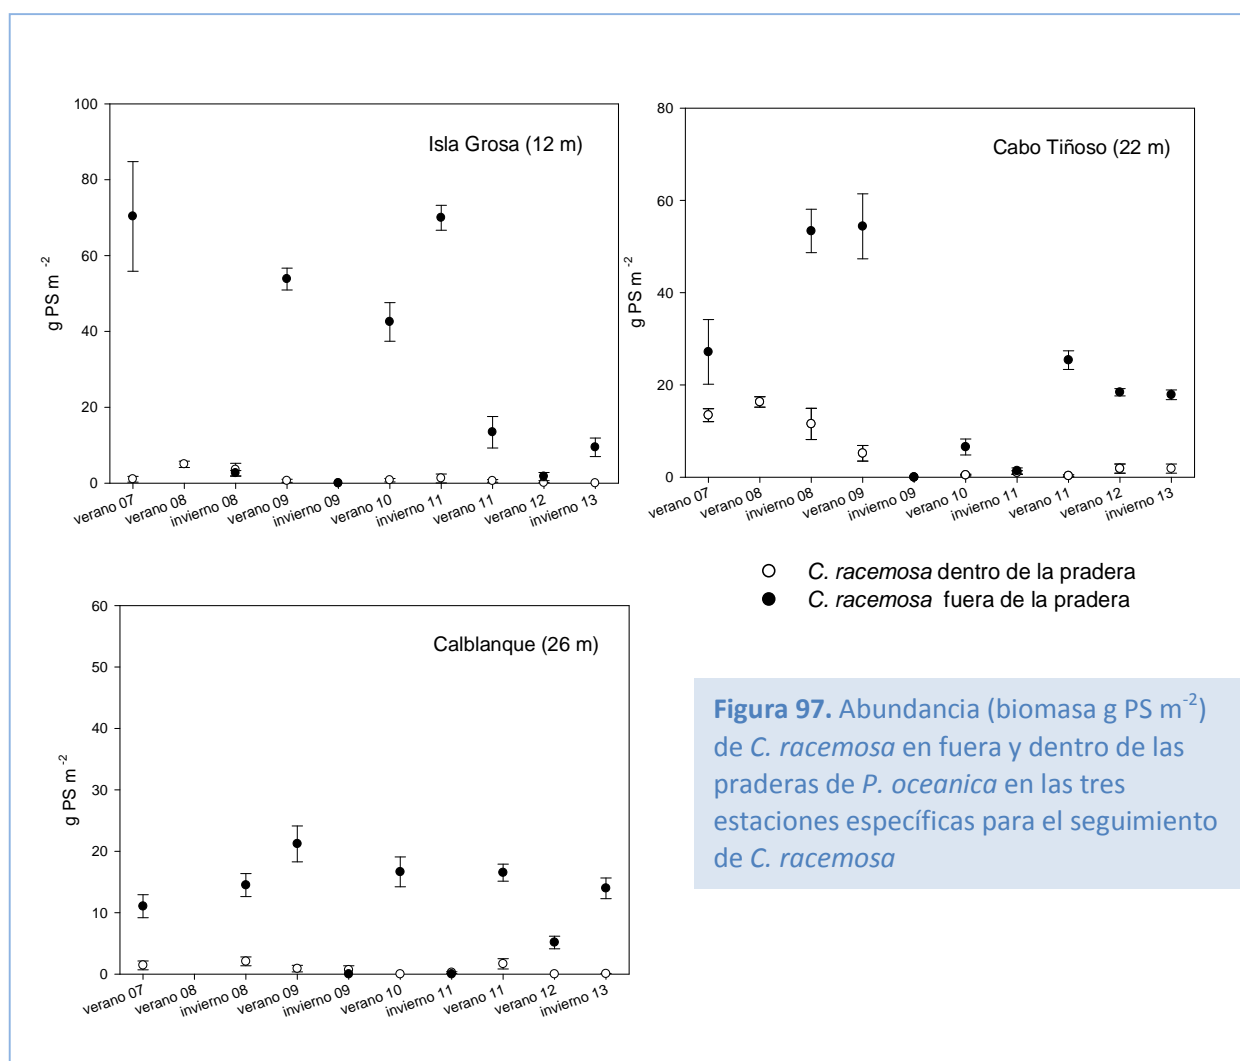 Isla Grosa (12 m)
g PS m -2
100
80
60
40
20
0
verano 07
verano 08
invierno 08
verano 09
invierno 09
verano 10
invierno 11
verano 11
verano 12
invierno 13
Cabo Tiñoso (22 m)
g PS m -2
80
60
40
20
0
verano 07
verano 08
invierno 08
verano 09
invierno 09
verano 10
invierno 11
verano 11
verano 12
invierno 13
C. racemosa dentro de la pradera
C. racemosa fuera de la pradera
Calblanque (26 m)
g PS m -2
60
50
40
30
20
10
0
verano 07
verano 08
invierno 08
verano 09
invierno 09
verano 10
invierno 11
verano 11
verano 12
invierno 13
Figura 97. Abundancia (biomasa g PS m-2)
de C. racemosa en fuera y dentro de las
praderas de P. oceanica en las tres
estaciones específicas para el seguimiento
de C. racemosa